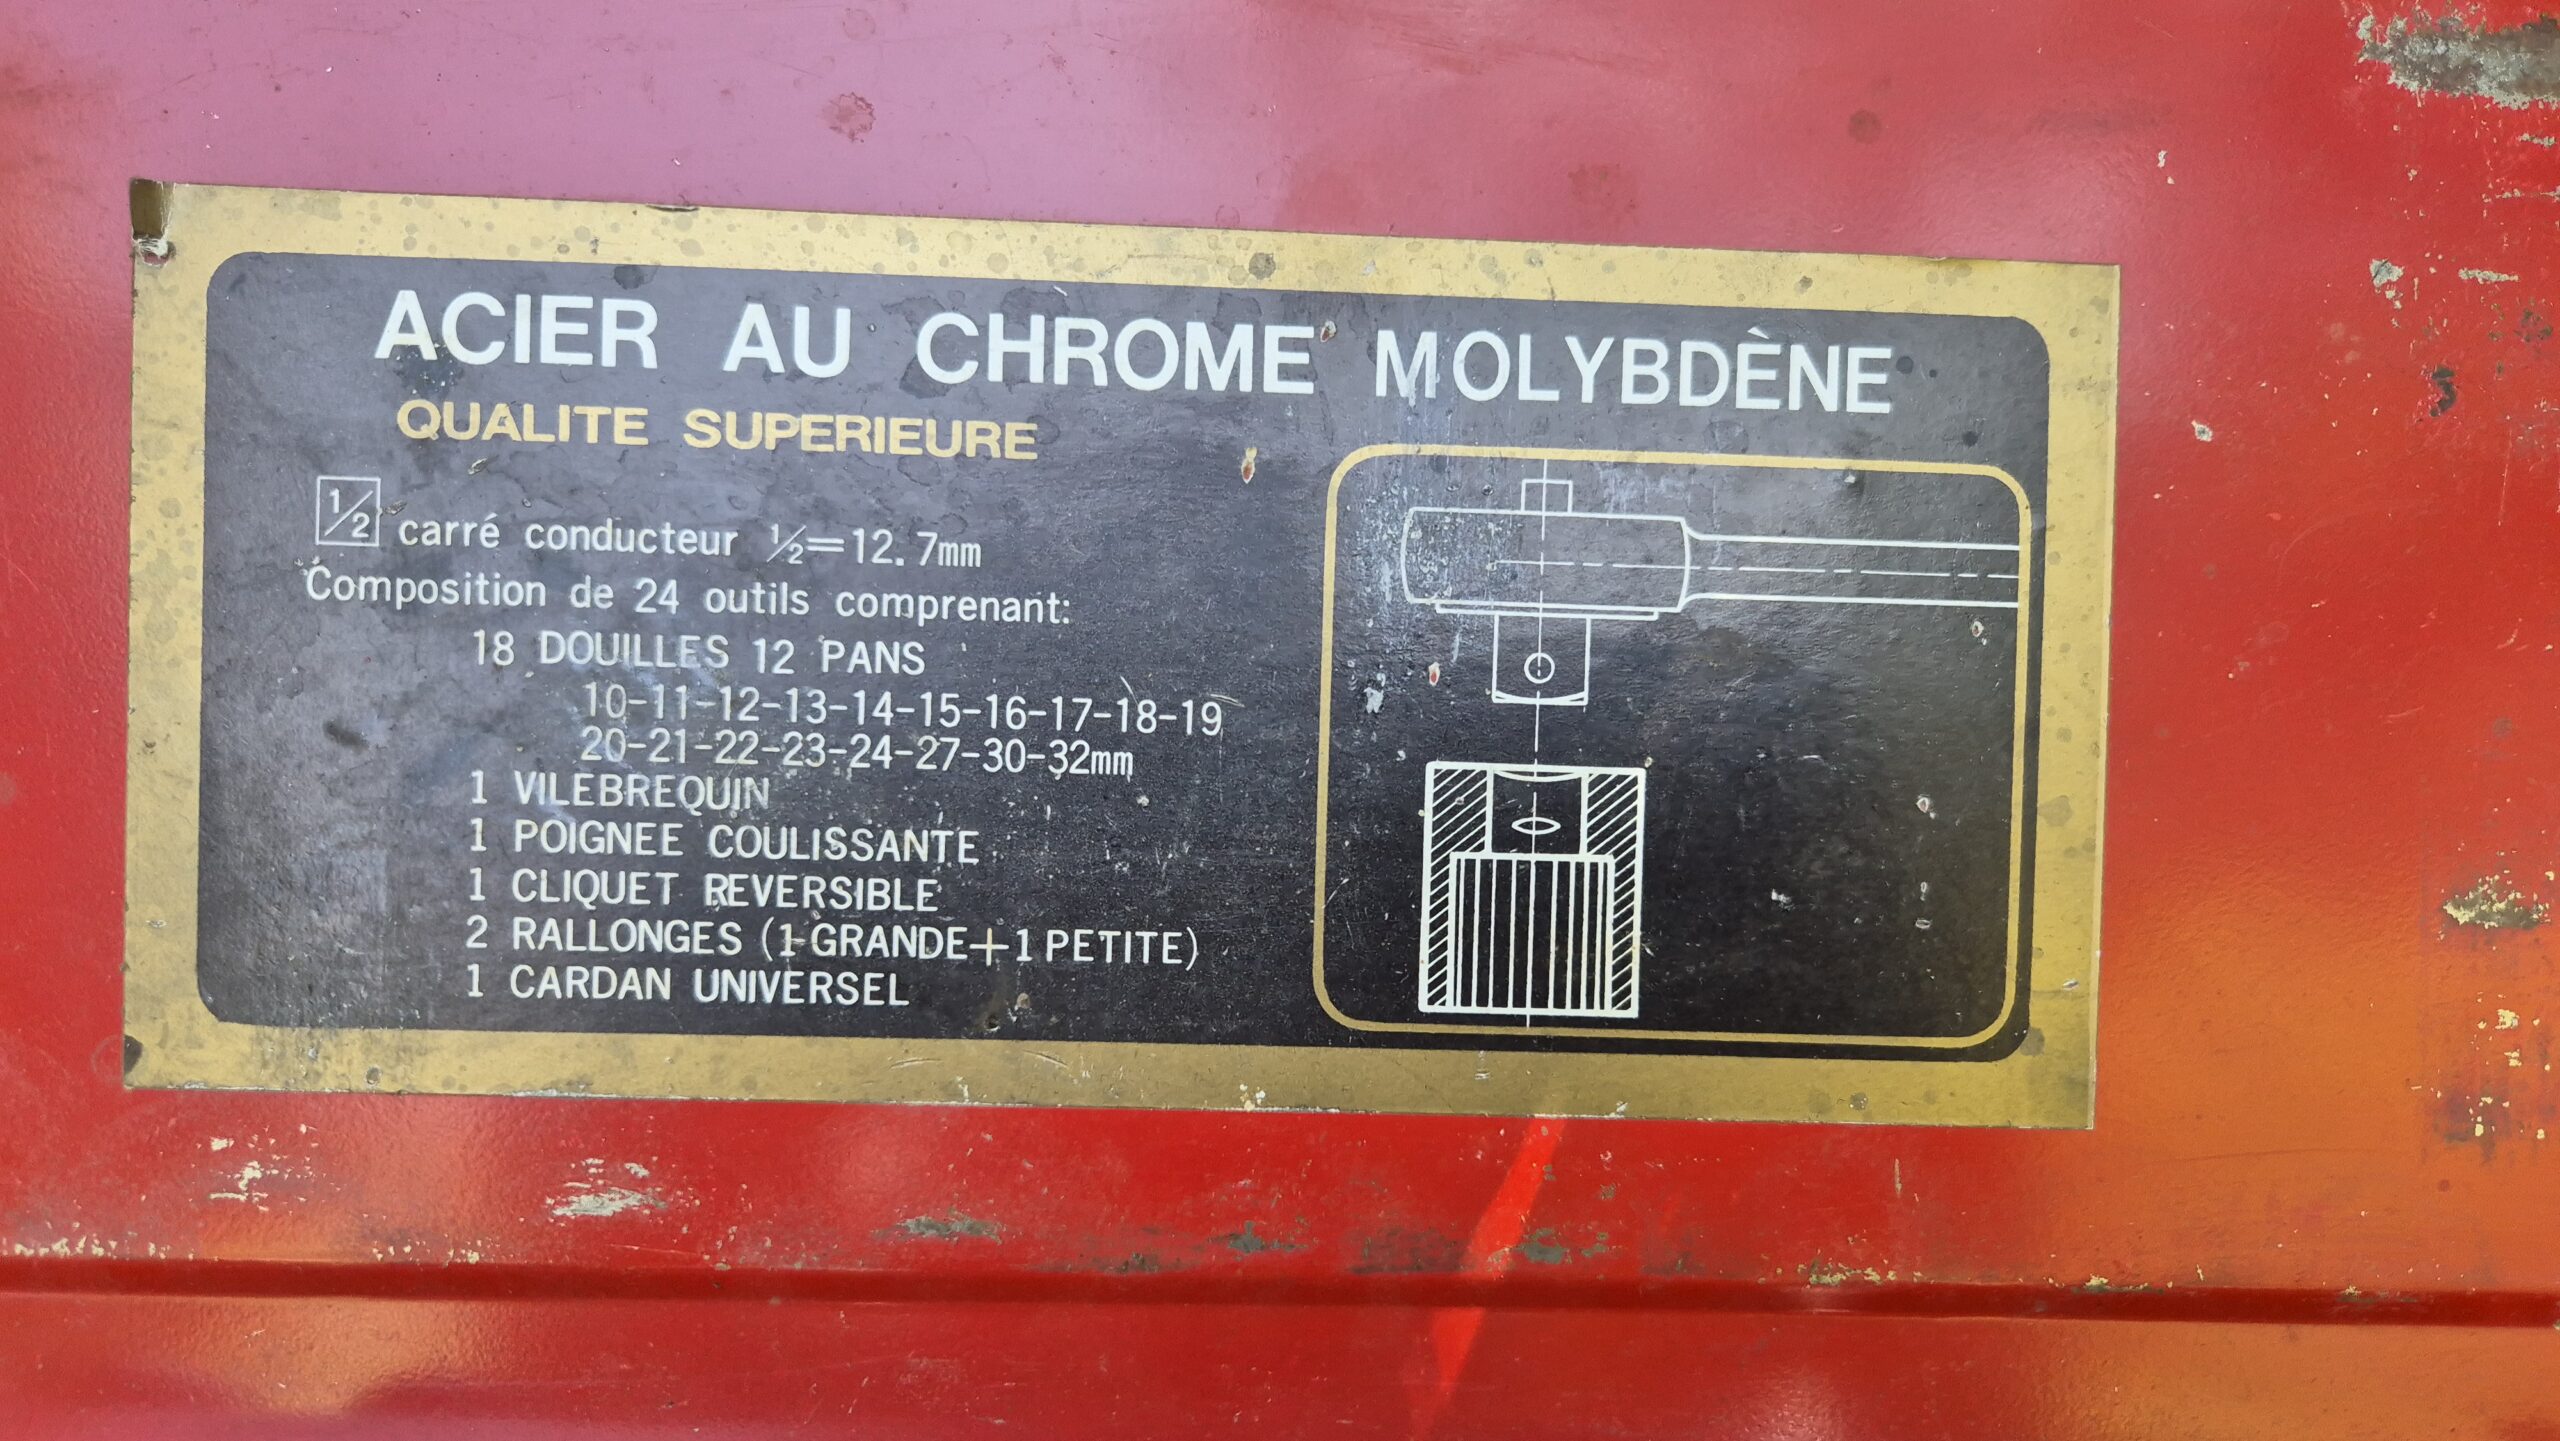 ACIER AU CHROME MOLYBDÈNE
QUALITE SUPERIEURE
1/2 carré conducteur ½=12.7mm
Composition de 24 outils comprenant:
18 DOUILLES 12 PANS
10-11-12-13-14-15-16-17-18-19
20-21-22-23-24-27-30-32mm
1 VILEBREQUIN
1 POIGNEE COULISSANTE
1 CLIQUET REVERSIBLE
2 RALLONGES (1 GRANDE+1 PETITE)
1 CARDAN UNIVERSEL